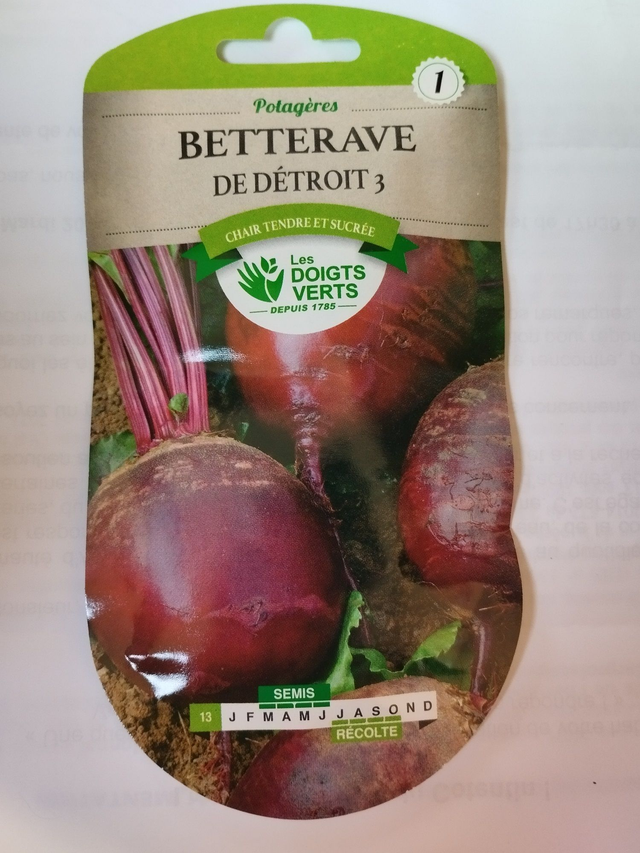 1
Potagères
BETTERAVE
DE DÉTROIT 3
CHAIR TENDRE ET SUCRÉE
Les
DOIGTS
VERTS
DEPUIS 1785
SEMIS
13 J F M A M J J A S O N D
RÉCOLTE